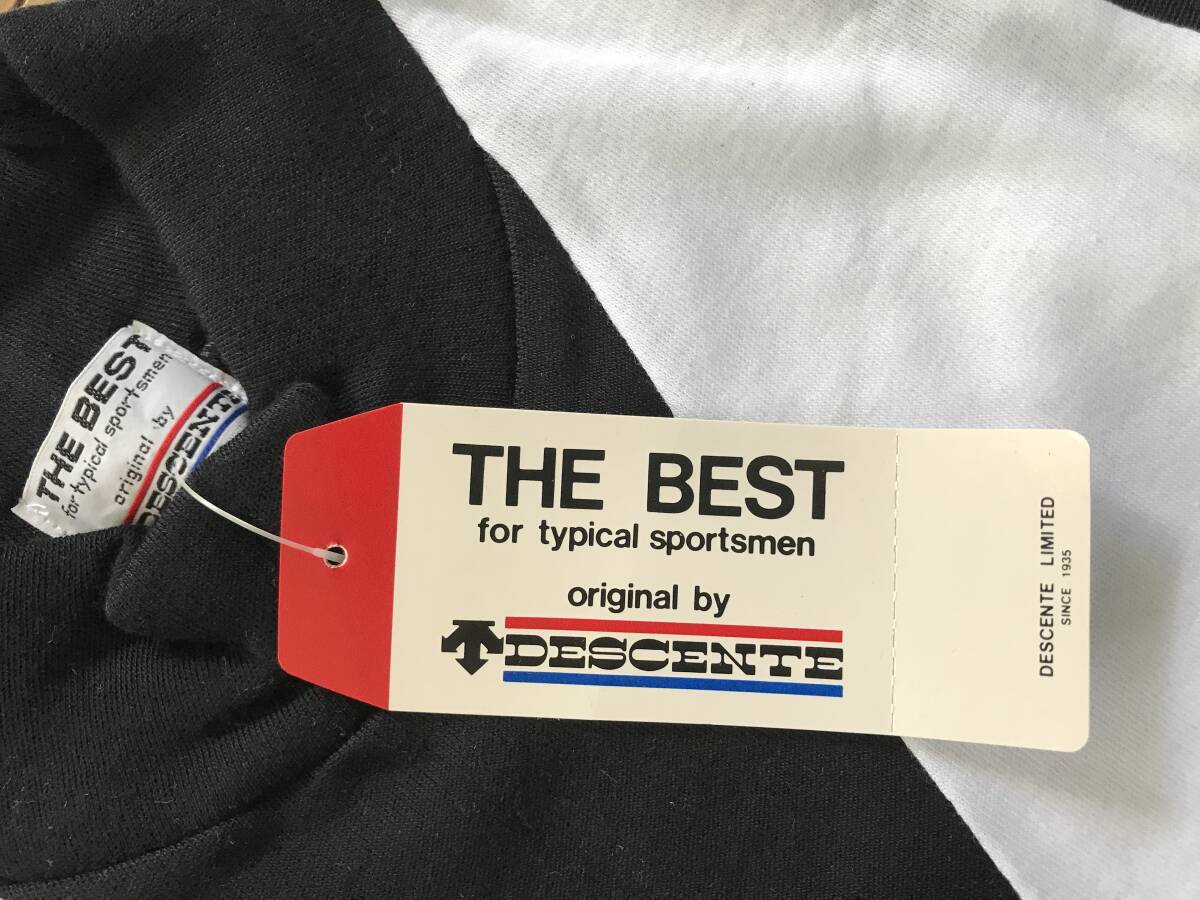 THE BEST
for typical sportsmen
original by
DESCENTE
THE BEST
for typical sportsmen
original by
DESCENTE
DESCENTE LIMITED
SINCE 1935